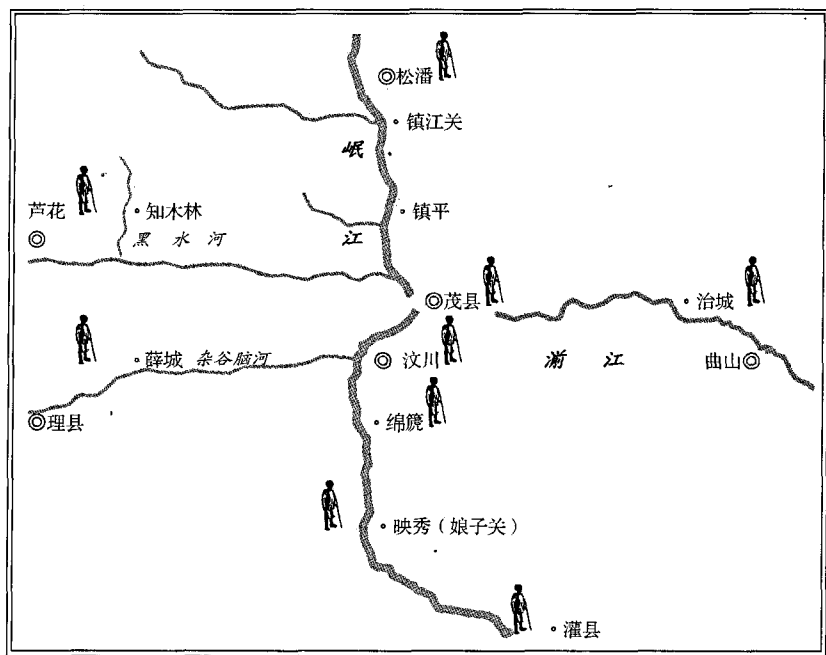 松潘
镇江关
岷
芦花
知木林
镇平
黑水河
江
茂县
治城
薛城
杂谷脑河
汶川
湔江
曲山
理县
绵篪
映秀（娘子关）
灌县